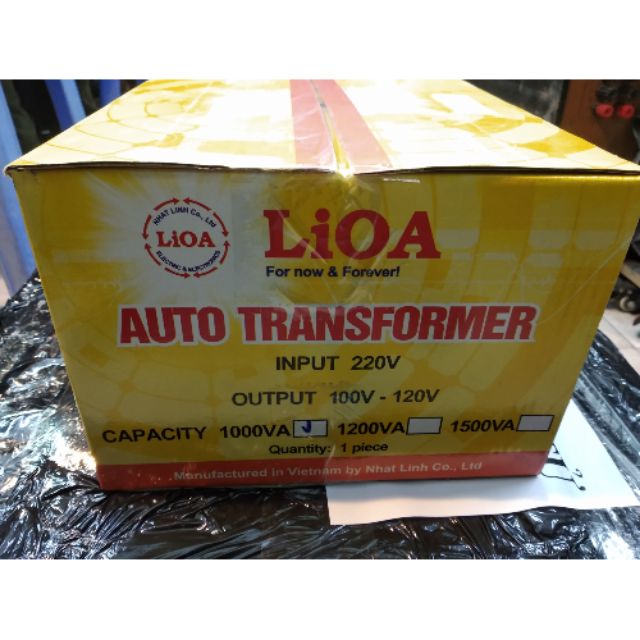 NHAT LINH Co., Ltd
LiOA
ELECTRIC & ELECTRONICS
LiOA
For now & Forever!
AUTO TRANSFORMER
INPUT 220V
OUTPUT 100V - 120V
CAPACITY 1000VA 1200VA 1500VA
Quantity: 1 piece
Manufactured in Vietnam by Nhat Linh Co., Ltd